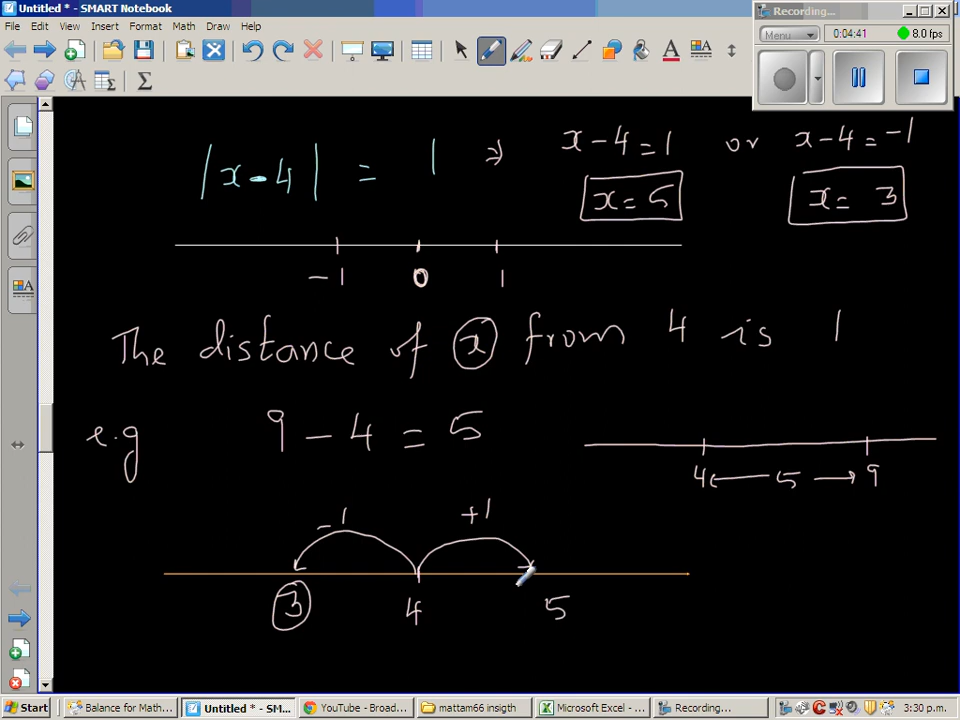 Untitled * - SMART Notebook
Recording...
File Edit View Insert Format Math Draw Help
Menu 0:04:41 8.0 fps
|x-4| = 1 ⇒ x-4=1 or x-4=-1
x=5 x= 3
-1 0 1
The distance of x from 4 is 1
e.g 9 - 4 = 5
4 5 9
-1 +1
3 4 5
Start Balance for Math... Untitled * - SM... YouTube - Broad... mattam66 insigth Microsoft Excel - ... Recording... 3:30 p.m.